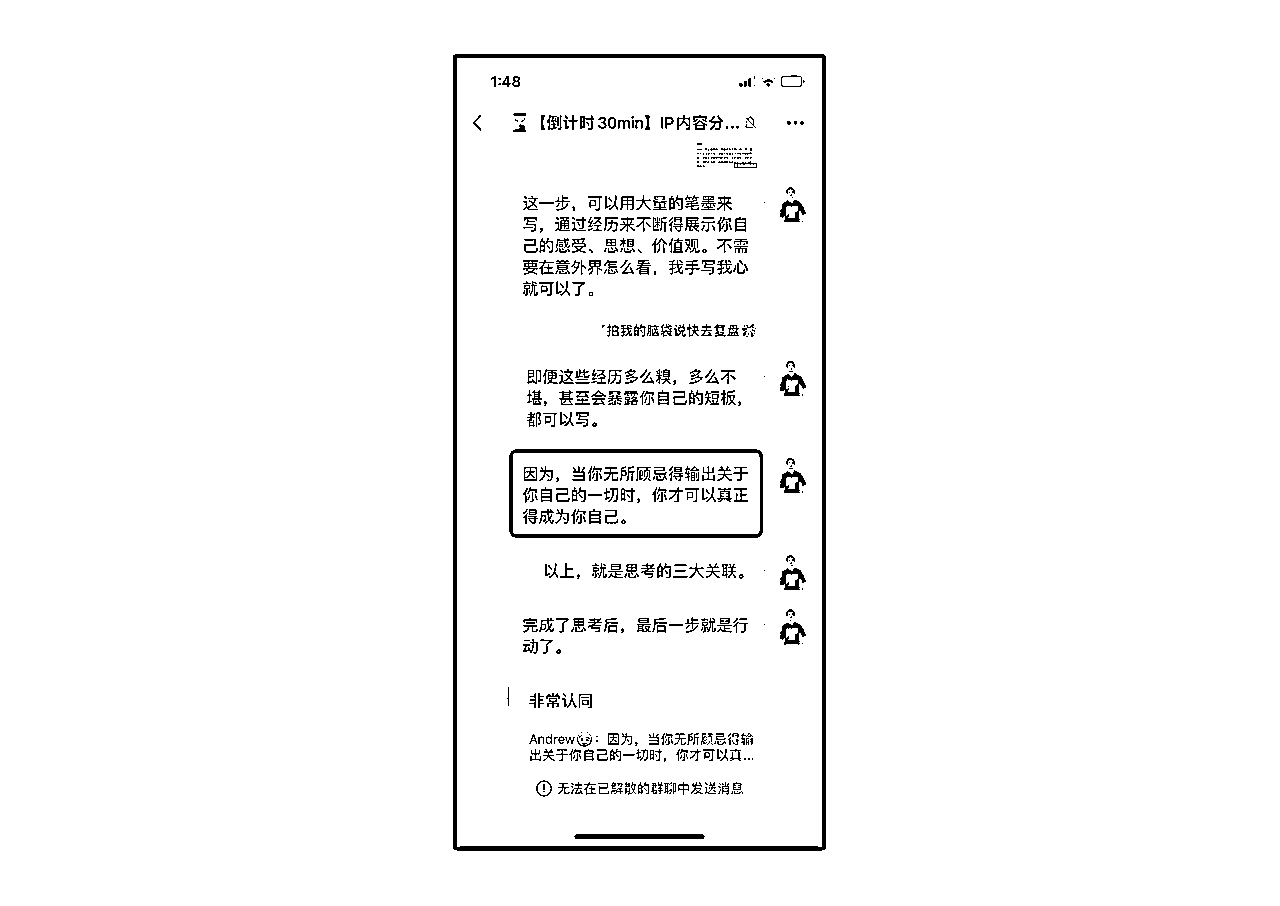 1:48
【倒计时30min】IP内容分...
这一步，可以用大量的笔墨来
写，通过经历来不断得展示你自
己的感受、思想、价值观。不需
要在意外界怎么看，我手写我心
就可以了。
拍我的脑袋说快去复盘
即便这些经历多么糗，多么不
堪，甚至会暴露你自己的短板，
都可以写。
因为，当你无所顾忌得输出关于
你自己的一切时，你才可以真正
得成为你自己。
以上，就是思考的三大关联。
完成了思考后，最后一步就是行
动了。
非常认同
Andrew：因为，当你无所顾忌得输
出关于你自己的一切时，你才可以真...
无法在已解散的群聊中发送消息